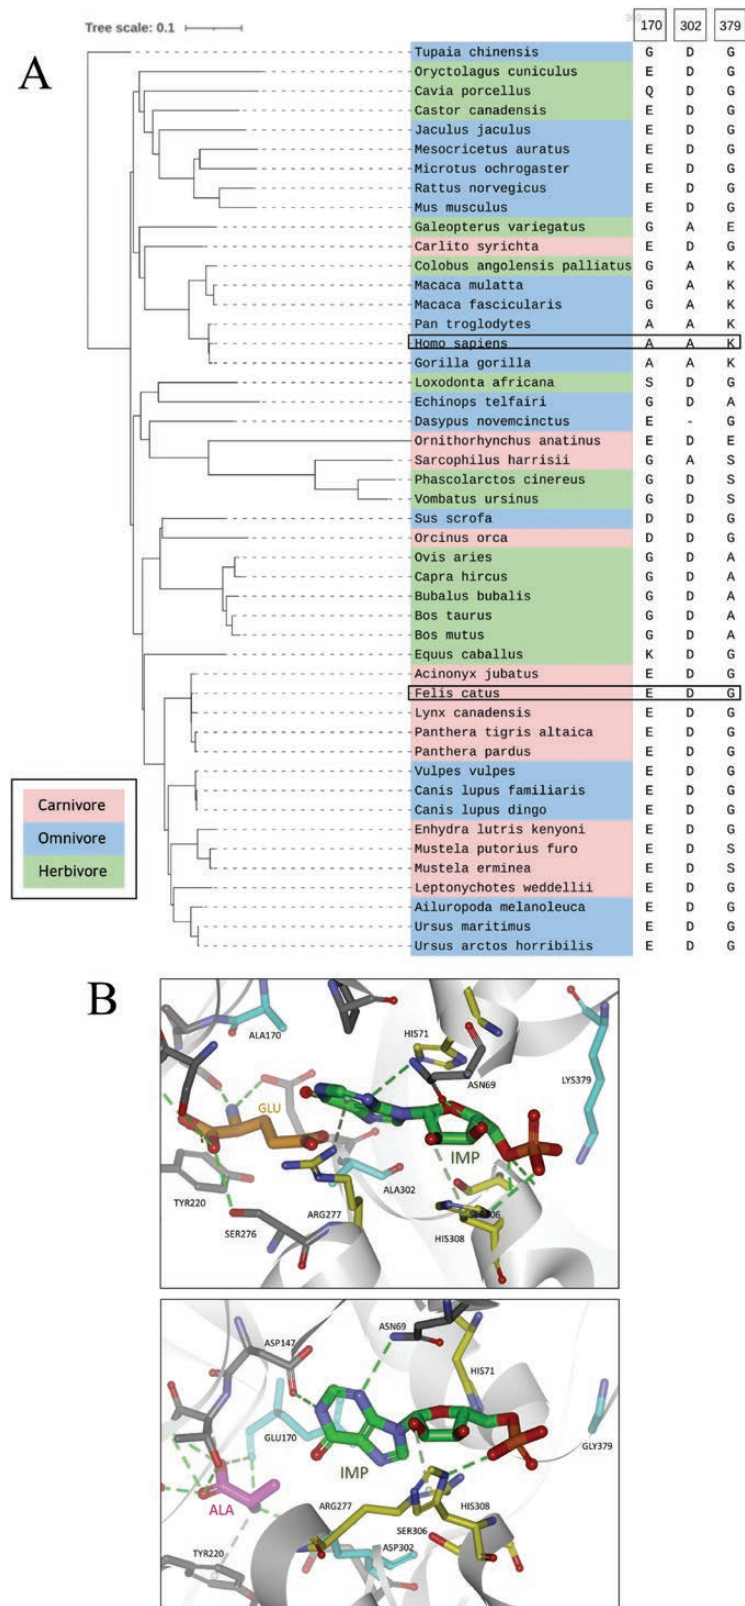 Tree scale: 0.1
170 302 379
A
Tupaia chinensis G D G
Oryctolagus cuniculus E D G
Cavia porcellus Q D G
Castor canadensis E D G
Jaculus jaculus E D G
Mesocricetus auratus E D G
Microtus ochrogaster E D G
Rattus norvegicus E D G
Mus musculus E D G
Galeopterus variegatus G A E
Carlito syrichta E D G
Colobus angolensis palliatus G A K
Macaca mulatta G A K
Macaca fascicularis G A K
Pan troglodytes A A K
Homo sapiens A A K
Gorilla gorilla A A K
Loxodonta africana S D G
Echinops telfairi G D A
Dasypus novemcinctus E - G
Ornithorhynchus anatinus E D E
Sarcophilus harrisii G A S
Phascolarctos cinereus G D S
Vombatus ursinus G D S
Sus scrofa D D G
Orcinus orca D D G
Ovis aries G D A
Capra hircus G D A
Bubalus bubalis G D A
Bos taurus G D A
Bos mutus G D A
Equus caballus K D G
Acinonyx jubatus E D G
Felis catus E D G
Lynx canadensis E D G
Panthera tigris altaica E D G
Panthera pardus E D G
Vulpes vulpes E D G
Canis lupus familiaris E D G
Canis lupus dingo E D G
Enhydra lutris kenyoni E D G
Mustela putorius furo E D S
Mustela erminea E D S
Leptonychotes weddellii E D G
Ailuropoda melanoleuca E D G
Ursus maritimus E D G
Ursus arctos horribilis E D G
Carnivore
Omnivore
Herbivore
B
ALA170
HIS71
ASN69
LYS379
GLU
IMP
TYR220
ALA302
ARG277
SER306
SER276
HIS308
ASN69
ASP147
HIS71
GLU170
GLY379
IMP
ALA
ARG277
HIS308
SER306
TYR220
ASP302